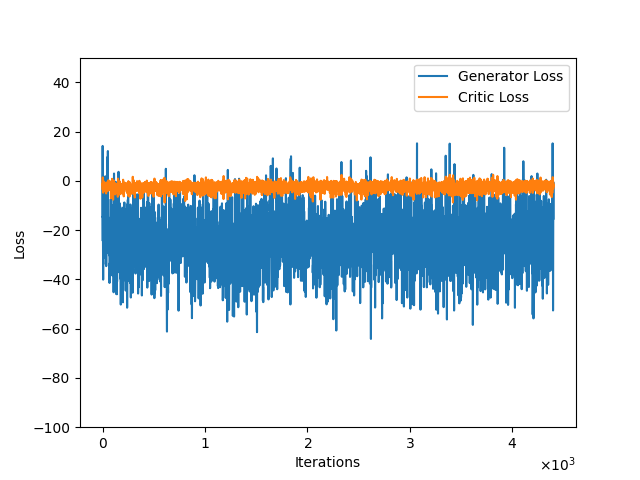 Generator Loss
Critic Loss
40
20
0
−20
−40
−60
−80
−100
Loss
0 1 2 3 4
Iterations
×10³